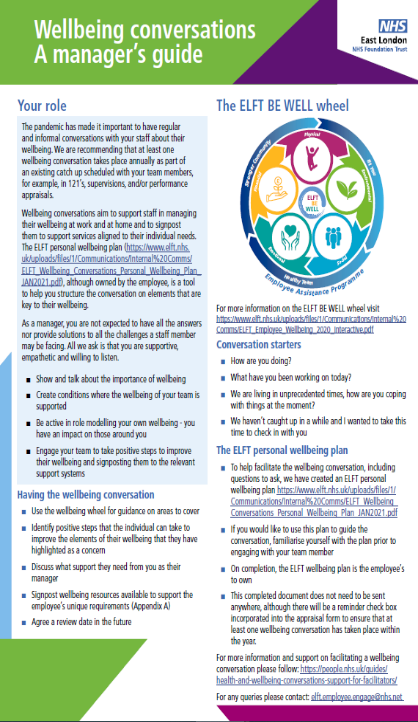 Wellbeing conversations
A manager's guide
NHS
East London
NHS Foundation Trust
Your role
The pandemic has made it important to have regular
and informal conversations with your staff about their
wellbeing. We are recommending that at least one
wellbeing conversation takes place annually as part of
an existing catch up scheduled with your team members,
for example, in 121's, supervisions, and/or performance
appraisals.
Wellbeing conversations aim to support staff in managing
their wellbeing at work and at home and to signpost
them to support services aligned to their individual needs.
The ELFT personal wellbeing plan (https://www.elft.nhs.
uk/uploads/files/1/Communications/Internal%20Comms/
ELFT_Wellbeing_Conversations_Personal_Wellbeing_Plan_
JAN2021.pdf), although owned by the employee, is a tool
to help you structure the conversation on elements that are
key to their wellbeing.
As a manager, you are not expected to have all the answers
nor provide solutions to all the challenges a staff member
may be facing. All we ask is that you are supportive,
empathetic and willing to listen.
■ Show and talk about the importance of wellbeing
■ Create conditions where the wellbeing of your team is
supported
■ Be active in role modelling your own wellbeing - you
have an impact on those around you
■ Engage your team to take positive steps to improve
their wellbeing and signposting them to the relevant
support systems
Having the wellbeing conversation
■ Use the wellbeing wheel for guidance on areas to cover
■ Identify positive steps that the individual can take to
improve the elements of their wellbeing that they have
highlighted as a concern
■ Discuss what support they need from you as their
manager
■ Signpost wellbeing resources available to support the
employee's unique requirements (Appendix A)
■ Agree a review date in the future
The ELFT BE WELL wheel
Physical
Stronger Community
ELFT
BE
WELL
Social
Emotional
Healthy Teams
Employee Assistance Programme
For more information on the ELFT BE WELL wheel visit
https://www.elft.nhs.uk/uploads/files/1/Communications/Internal%20
Comms/ELFT_Employee_Wellbeing_2020_Interactive.pdf
Conversation starters
■ How are you doing?
■ What have you been working on today?
■ We are living in unprecedented times, how are you coping
with things at the moment?
■ We haven't caught up in a while and I wanted to take this
time to check in with you
The ELFT personal wellbeing plan
■ To help facilitate the wellbeing conversation, including
questions to ask, we have created an ELFT personal
wellbeing plan https://www.elft.nhs.uk/uploads/files/1/
Communications/Internal%20Comms/ELFT_Wellbeing_
Conversations_Personal_Wellbeing_Plan_JAN2021.pdf
■ If you would like to use this plan to guide the
conversation, familiarise yourself with the plan prior to
engaging with your team member
■ On completion, the ELFT wellbeing plan is the employee's
to own
■ This completed document does not need to be sent
anywhere, although there will be a reminder check box
incorporated into the appraisal form to ensure that at
least one wellbeing conversation has taken place within
the year.
For more information and support on facilitating a wellbeing
conversation please follow: https://people.nhs.uk/guides/
health-and-wellbeing-conversations-support-for-facilitators/
For any queries please contact: elft.employee.engage@nhs.net